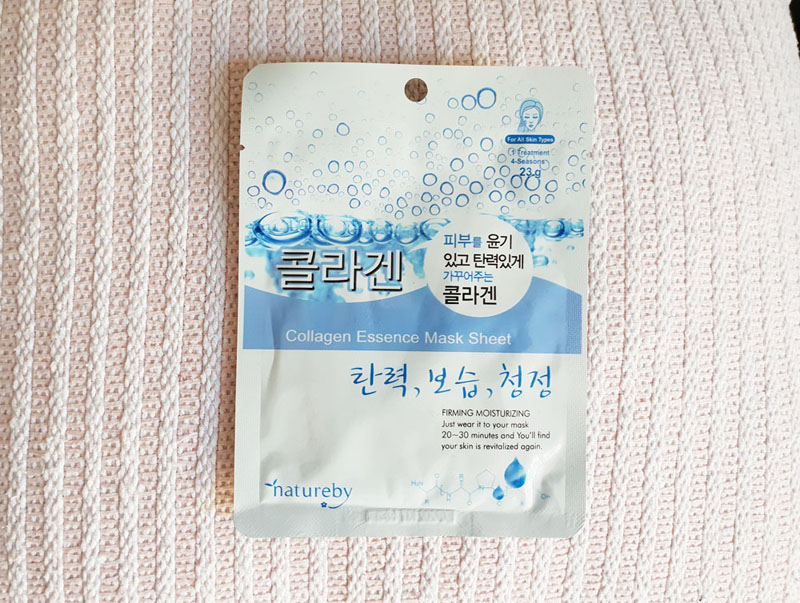 For All Skin Types
1 Treatment
4-Seasons
23 g
피부를 윤기
있고 탄력있게
가꾸어주는
콜라겐
콜라겐
Collagen Essence Mask Sheet
탄력, 보습, 청정
FIRMING MOISTURIZING
Just wear it to your mask
20~30 minutes and You'll find
your skin is revitalized again.
natureby